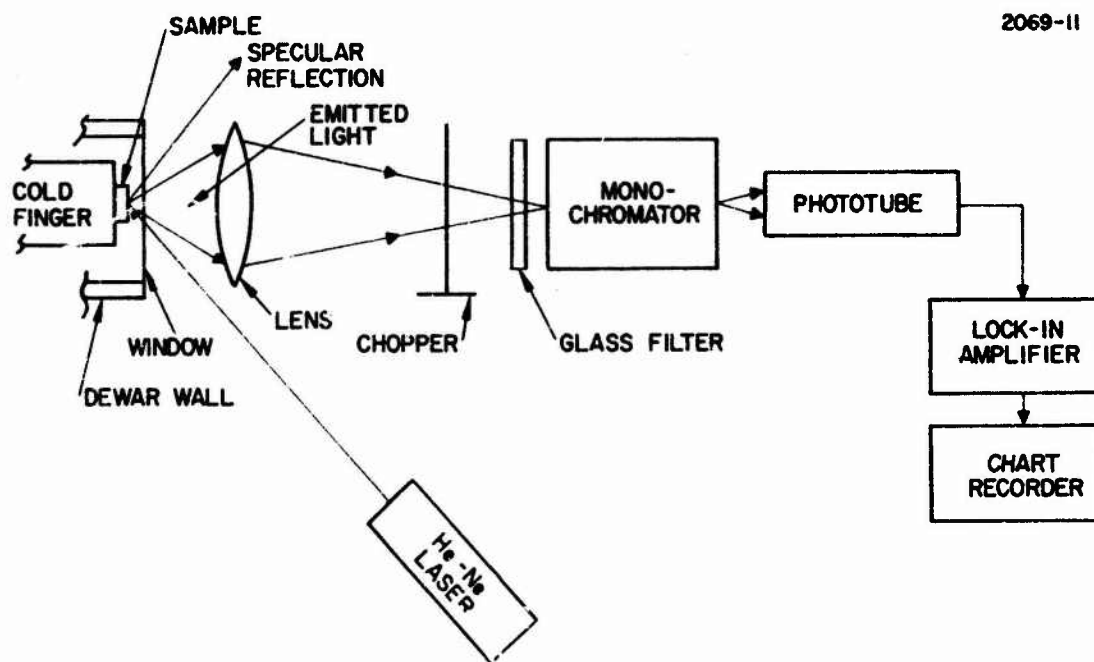 2069-11
SAMPLE
SPECULAR
REFLECTION
EMITTED
LIGHT
COLD
FINGER
MONO-
CHROMATOR
PHOTOTUBE
LENS
CHOPPER
GLASS FILTER
WINDOW
DEWAR WALL
LOCK-IN
AMPLIFIER
CHART
RECORDER
He-Ne
LASER